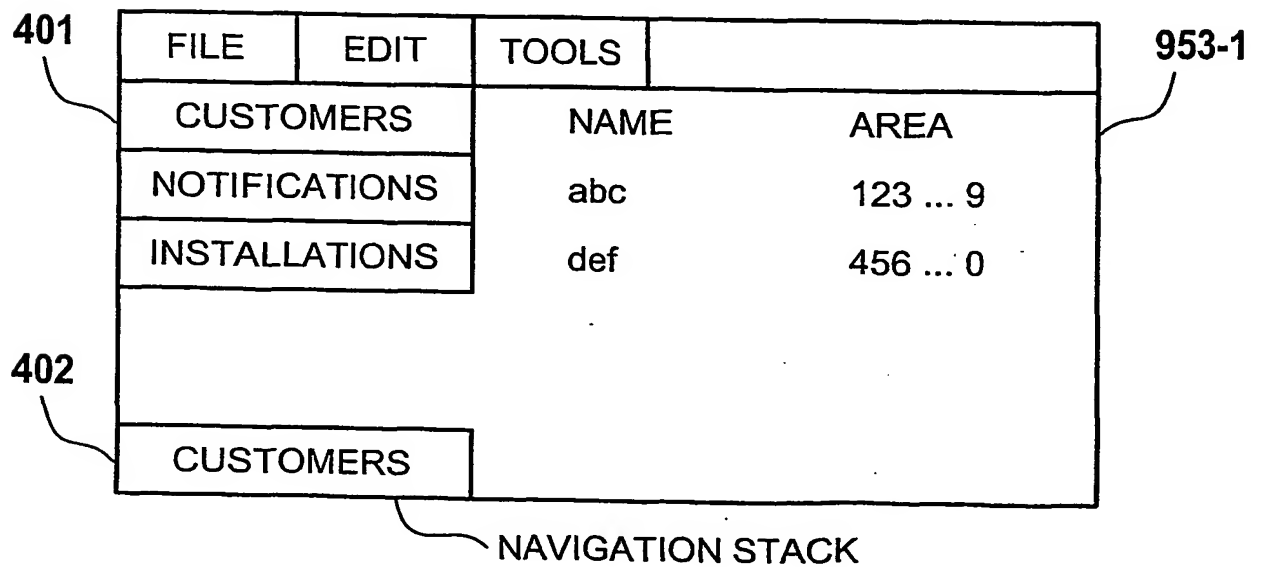 401 FILE EDIT TOOLS 953-1
CUSTOMERS NAME AREA
NOTIFICATIONS abc 123 ... 9
INSTALLATIONS def 456 ... 0
402
CUSTOMERS
NAVIGATION STACK